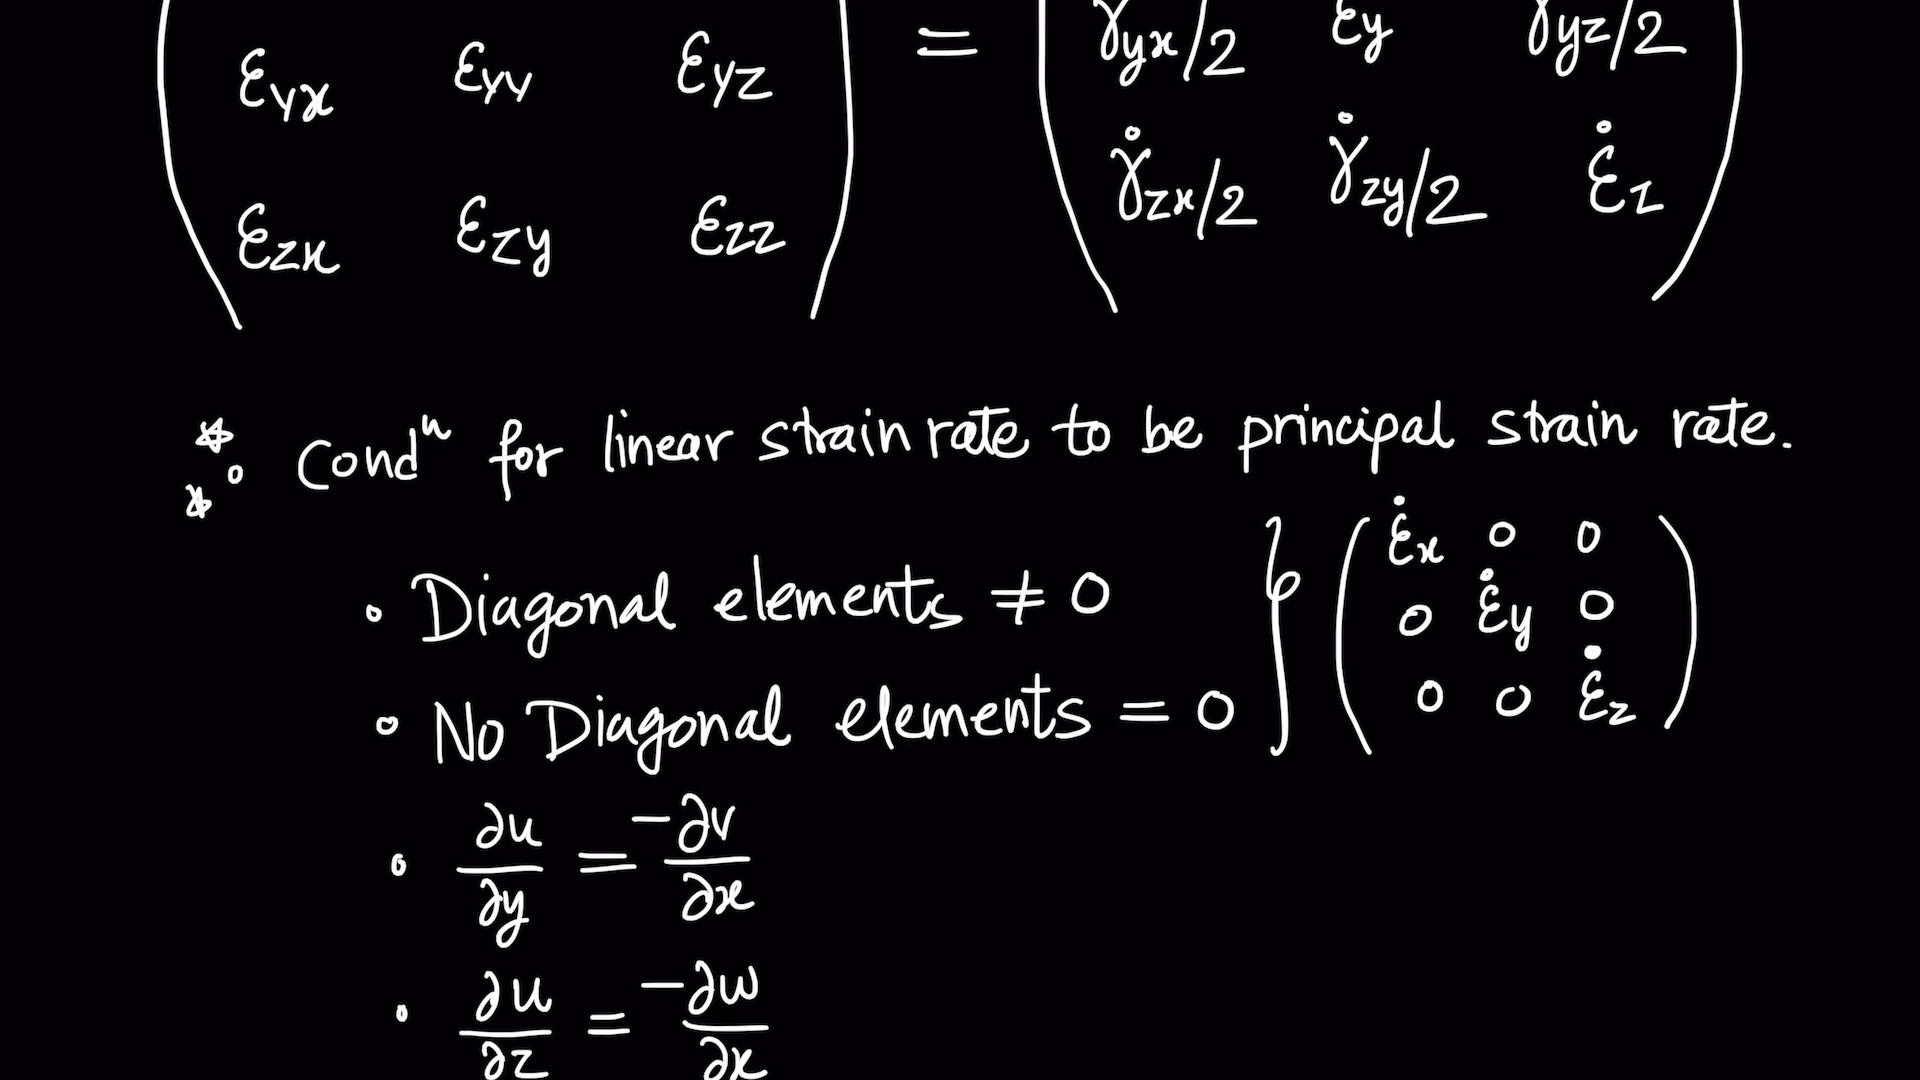 εyx εyy εyz = γyx/2 εy γyz/2
εzx εzy εzz γ̇zx/2 γ̇zy/2 ε̇z
* * ° Condⁿ for linear strain rate to be principal strain rate.
• Diagonal elements ≠ 0
• No Diagonal elements = 0
ε̇x 0 0
0 ε̇y 0
0 0 ε̇z
• ∂u/∂y = -∂v/∂x
• ∂u/∂z = -∂w/∂x